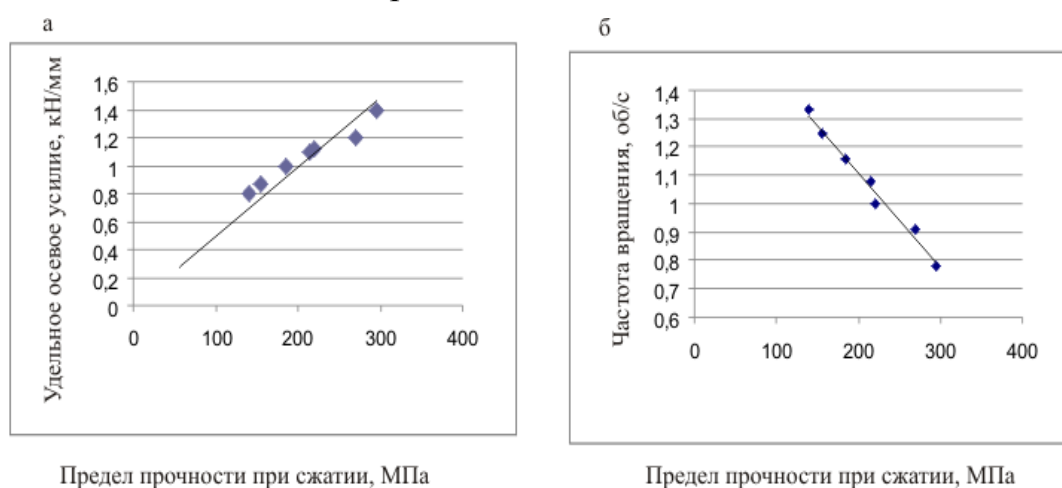 а
Удельное осевое усилие, кН/мм
1,6
1,4
1,2
1
0,8
0,6
0,4
0,2
0
0 100 200 300 400
Предел прочности при сжатии, МПа
б
Частота вращения, об/с
1,4
1,3
1,2
1,1
1
0,9
0,8
0,7
0,6
0 100 200 300 400
Предел прочности при сжатии, МПа